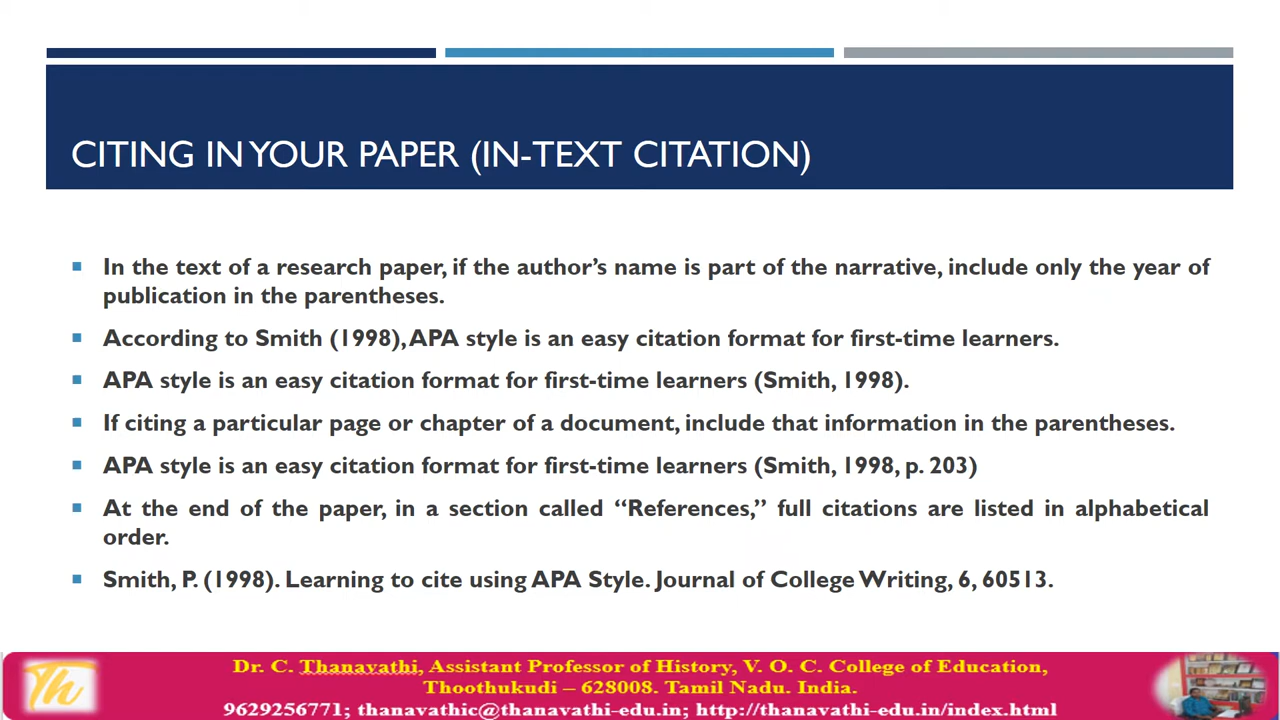 CITING IN YOUR PAPER (IN-TEXT CITATION)
In the text of a research paper, if the author’s name is part of the narrative, include only the year of
publication in the parentheses.
According to Smith (1998), APA style is an easy citation format for first-time learners.
APA style is an easy citation format for first-time learners (Smith, 1998).
If citing a particular page or chapter of a document, include that information in the parentheses.
APA style is an easy citation format for first-time learners (Smith, 1998, p. 203)
At the end of the paper, in a section called “References,” full citations are listed in alphabetical
order.
Smith, P. (1998). Learning to cite using APA Style. Journal of College Writing, 6, 60513.
Th
Dr. C. Thanavathi, Assistant Professor of History, V. O. C. College of Education,
Thoothukudi – 628008. Tamil Nadu. India.
9629256771; thanavathic@thanavathi-edu.in; http://thanavathi-edu.in/index.html